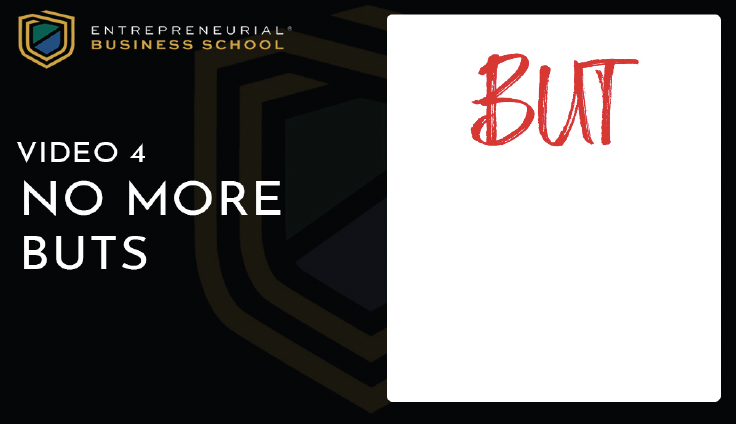 ENTREPRENEURIAL®
BUSINESS SCHOOL
VIDEO 4
NO MORE
BUTS
BUT